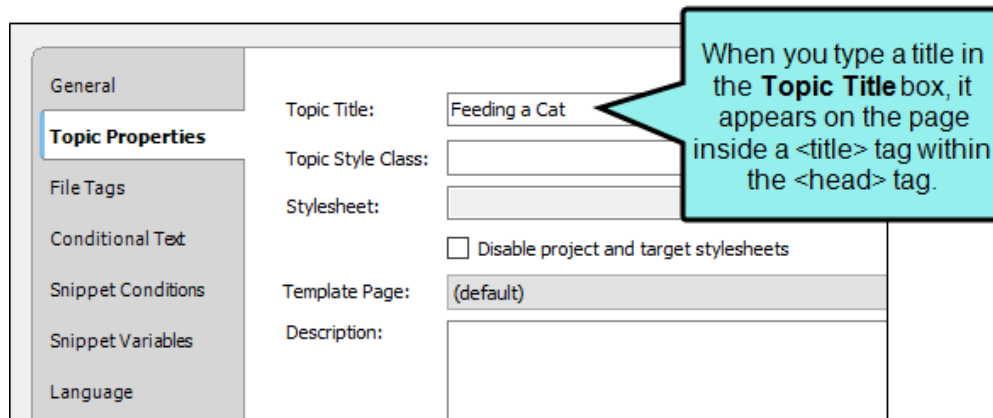 General
Topic Properties
File Tags
Conditional Text
Snippet Conditions
Snippet Variables
Language
Topic Title: Feeding a Cat
Topic Style Class:
Stylesheet:
Disable project and target stylesheets
Template Page: (default)
Description:
When you type a title in
the Topic Title box, it
appears on the page
inside a <title> tag within
the <head> tag.